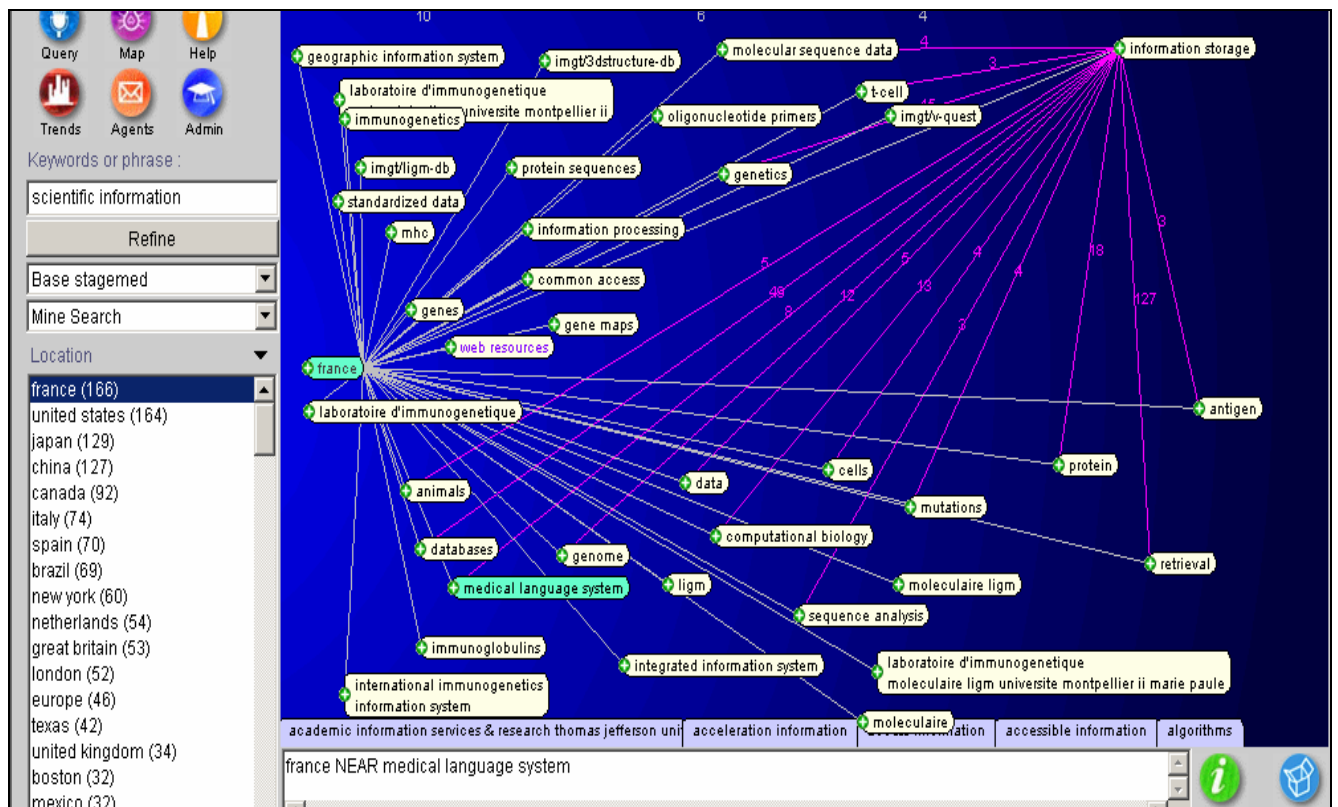 10
6
4
Query
Map
Help
Trends
Agents
Admin
Keywords or phrase :
scientific information
Refine
Base stagemed
Mine Search
Location
france (166)
united states (164)
japan (129)
china (127)
canada (92)
italy (74)
spain (70)
brazil (69)
new york (60)
netherlands (54)
great britain (53)
london (52)
europe (46)
texas (42)
united kingdom (34)
boston (32)
mexico (32)
geographic information system
imgt/3dstructure-db
molecular sequence data
4
information storage
3
laboratoire d'immunogenetique
universite montpellier ii
t-cell
immunogenetics
oligonucleotide primers
imgt/v-quest
imgt/ligm-db
protein sequences
genetics
standardized data
mhc
information processing
3
common access
5
49
8
12
5
13
4
4
3
18
127
genes
gene maps
web resources
france
laboratoire d'immunogenetique
antigen
animals
data
cells
protein
mutations
databases
genome
computational biology
retrieval
medical language system
ligm
moleculaire ligm
sequence analysis
immunoglobulins
integrated information system
laboratoire d'immunogenetique
moleculaire ligm universite montpellier ii marie paule
international immunogenetics
information system
moleculaire
academic information services & research thomas jefferson uni
acceleration information
accessible information
algorithms
france NEAR medical language system